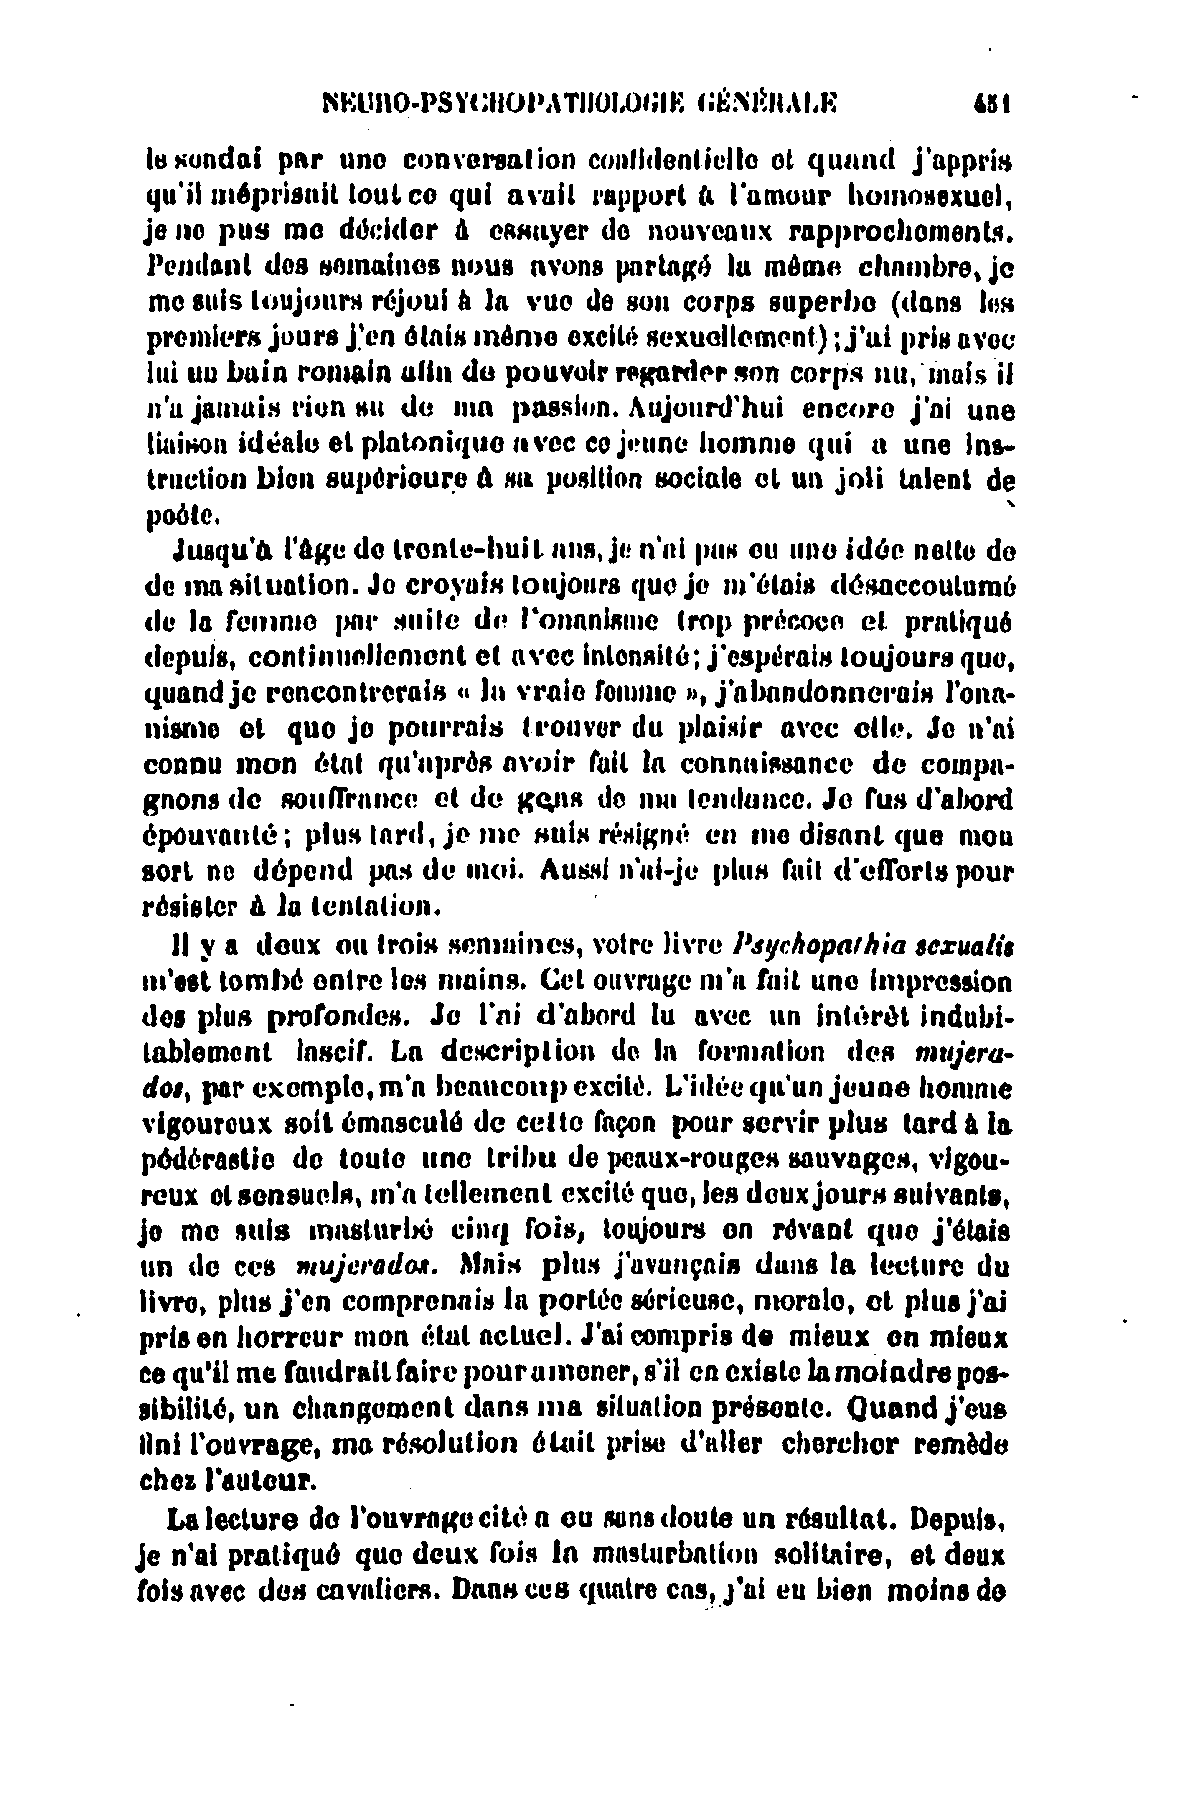 NEURO-PSYCHOPATHOLOGIE GÉNÉRALE 451
le sondai par une conversation confidentielle et quand j'appris
qu'il méprisait tout ce qui avait rapport à l'amour homosexuel,
je ne pus me décider à essayer de nouveaux rapprochements.
Pendant des semaines nous avons partagé la même chambre, je
me suis toujours réjoui à la vue de son corps superbe (dans les
premiers jours j'en étais même excité sexuellement) ; j'ai pris avec
lui un bain romain afin de pouvoir regarder son corps nu, mais il
n'a jamais rien su de ma passion. Aujourd'hui encore j'ai une
liaison idéale et platonique avec ce jeune homme qui a une ins-
truction bien supérieure à sa position sociale et un joli talent de
poète.
Jusqu'à l'âge de trente-huit ans, je n'ai pas eu une idée nette de
de ma situation. Je croyais toujours que je m'étais désaccoutumé
de la femme par suite de l'onanisme trop précoce et pratiqué
depuis, continuellement et avec intensité ; j'espérais toujours que,
quand je rencontrerais « la vraie femme », j'abandonnerais l'ona-
nisme et que je pourrais trouver du plaisir avec elle. Je n'ai
connu mon état qu'après avoir fait la connaissance de compa-
gnons de souffrance et de gens de ma tendance. Je fus d'abord
épouvanté ; plus tard, je me suis résigné en me disant que mon
sort ne dépend pas de moi. Aussi n'ai-je plus fait d'efforts pour
résister à la tentation.
Il y a deux ou trois semaines, votre livre Psychopathia sexualis
m'est tombé entre les mains. Cet ouvrage m'a fait une impression
des plus profondes. Je l'ai d'abord lu avec un intérêt indubi-
tablement lascif. La description de la formation des mujera-
dos, par exemple, m'a beaucoup excité. L'idée qu'un jeune homme
vigoureux soit émasculé de cette façon pour servir plus tard à la
pédérastie de toute une tribu de peaux-rouges sauvages, vigou-
reux et sensuels, m'a tellement excité que, les deux jours suivants,
je me suis masturbé cinq fois, toujours en rêvant que j'étais
un de ces mujerados. Mais plus j'avançais dans la lecture du
livre, plus j'en comprenais la portée sérieuse, morale, et plus j'ai
pris en horreur mon état actuel. J'ai compris de mieux en mieux
ce qu'il me faudrait faire pour amener, s'il en existe la moindre pos-
sibilité, un changement dans ma situation présente. Quand j'eus
fini l'ouvrage, ma résolution était prise d'aller chercher remède
chez l'auteur.
La lecture de l'ouvrage cité a eu sans doute un résultat. Depuis,
je n'ai pratiqué que deux fois la masturbation solitaire, et deux
fois avec des cavaliers. Dans ces quatre cas, j'ai eu bien moins de